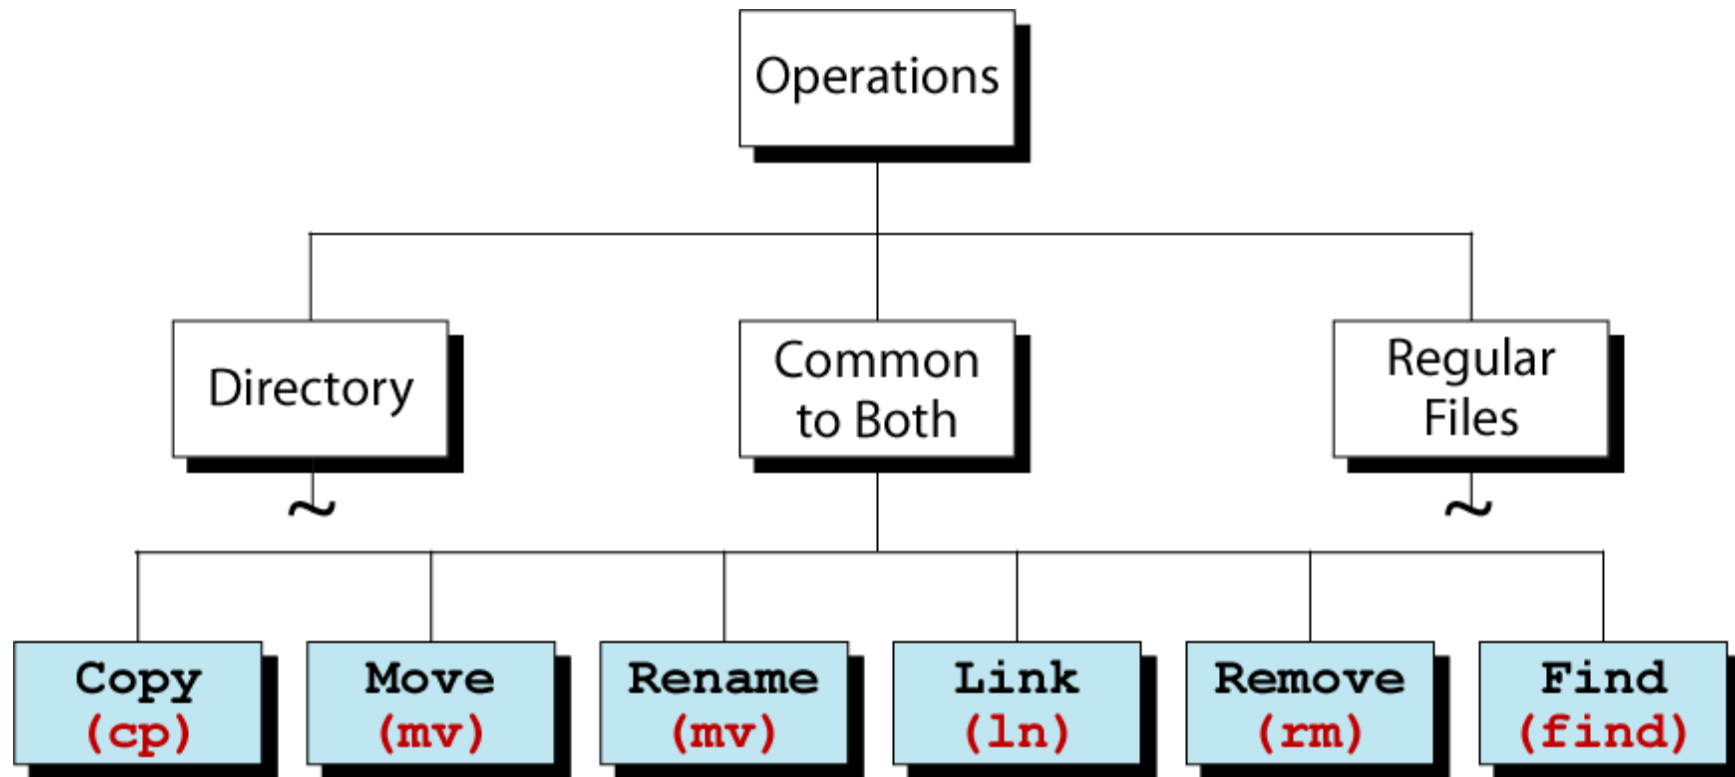 Operations
Directory
Common
to Both
Regular
Files
~
~
Copy
(cp)
Move
(mv)
Rename
(mv)
Link
(ln)
Remove
(rm)
Find
(find)